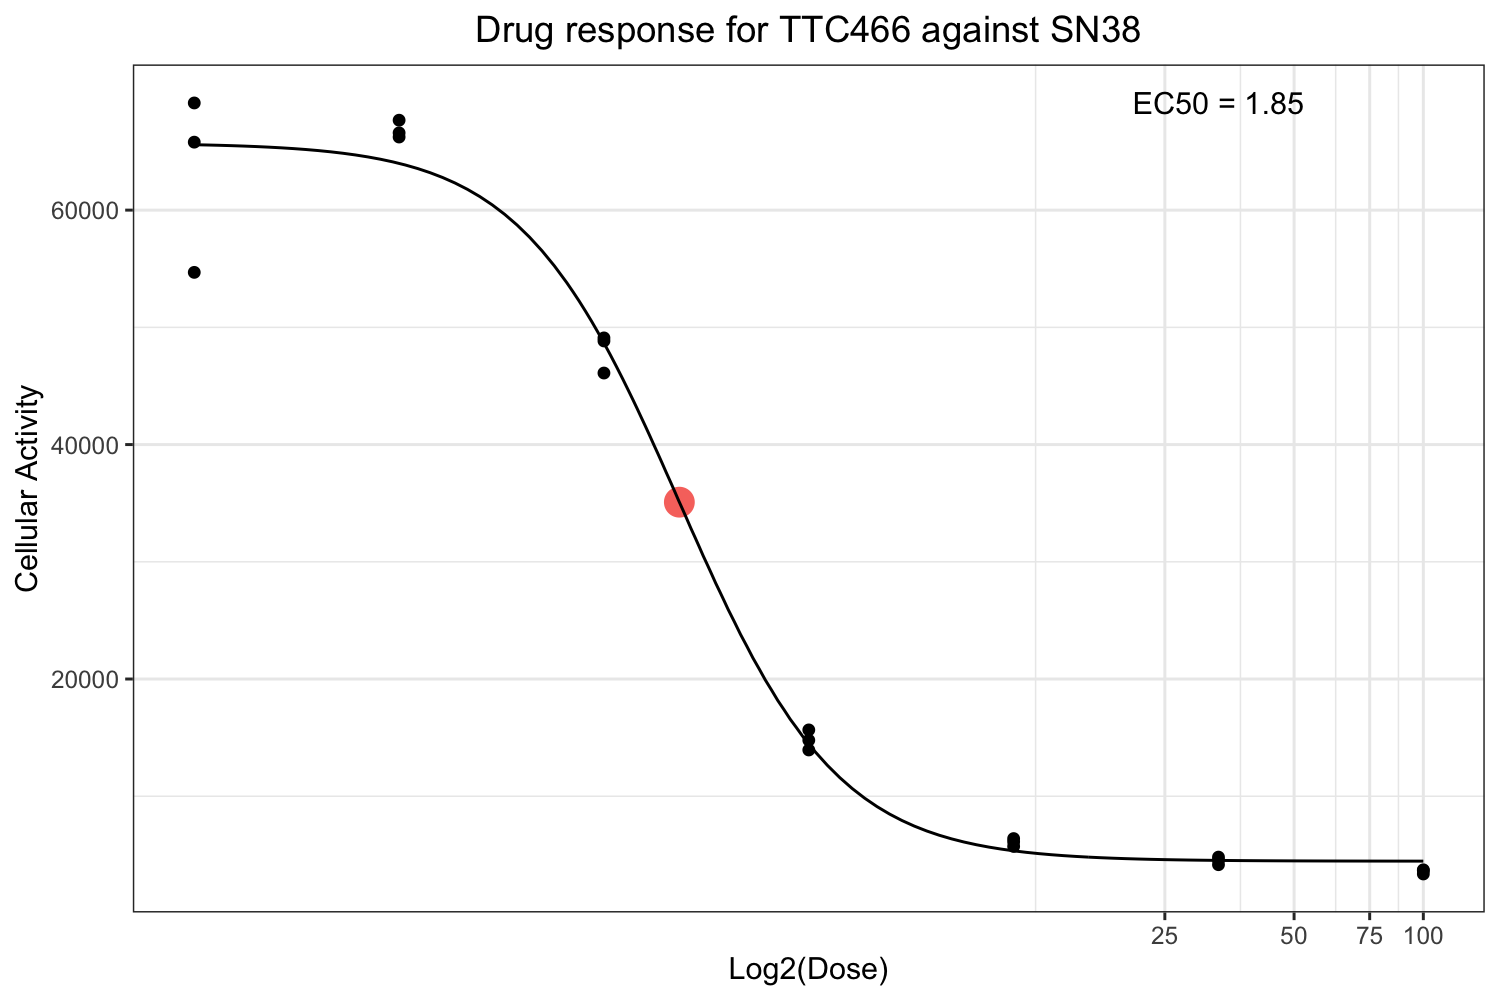 Drug response for TTC466 against SN38
EC50 = 1.85
60000
40000
20000
Cellular Activity
25 50 75 100
Log2(Dose)